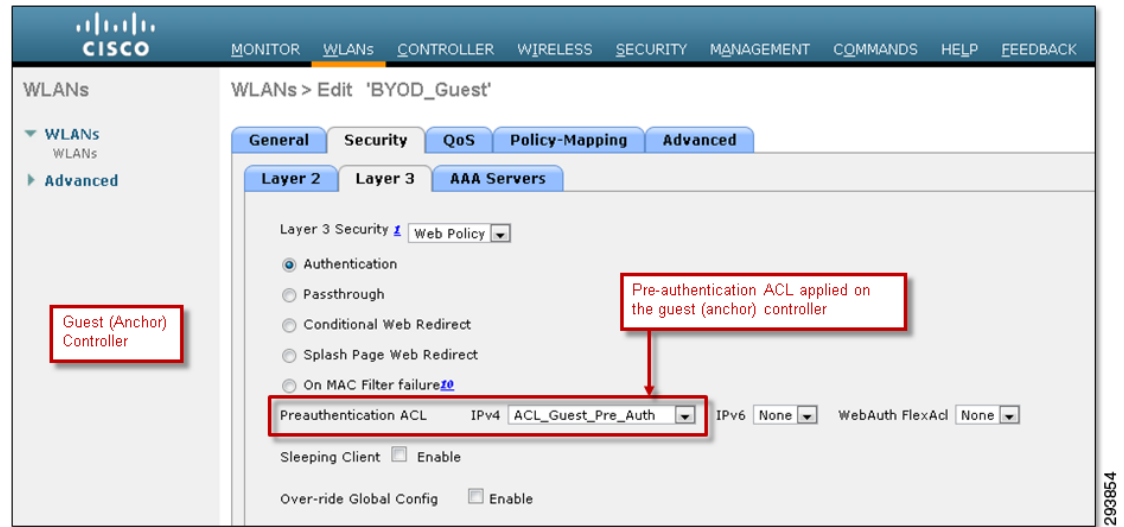 CISCO
MONITOR WLANs CONTROLLER WIRELESS SECURITY MANAGEMENT COMMANDS HELP FEEDBACK
WLANs
WLANs > Edit 'BYOD_Guest'
WLANs
WLANs
Advanced
General Security QoS Policy-Mapping Advanced
Layer 2 Layer 3 AAA Servers
Layer 3 Security 1 Web Policy
Authentication
Passthrough
Conditional Web Redirect
Splash Page Web Redirect
On MAC Filter failure10
Pre-authentication ACL applied on
the guest (anchor) controller
Guest (Anchor)
Controller
Preauthentication ACL IPv4 ACL_Guest_Pre_Auth IPv6 None WebAuth FlexAcl None
Sleeping Client Enable
Over-ride Global Config Enable
293854